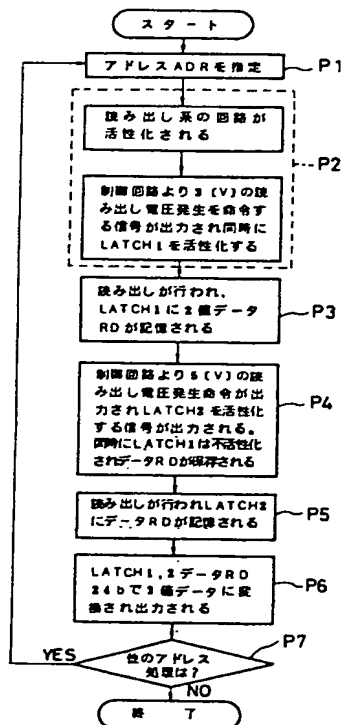 スタート
アドレスADRを指定
P1
読み出し系の回路が
活性化される
P2
制御回路より3〔V〕の読
み出し電圧発生を命令す
る信号が出力され同時に
LATCH1を活性化する
読み出しが行われ、
LATCH1に2値データ
RDが記憶される
P3
制御回路より5〔V〕の読
み出し電圧発生命令が出
力されLATCH2を活性化
する信号が出力される。
同時にLATCH1は不活性化
されデータRDが保存される
P4
読み出しが行われLATCH2
にデータRDが記憶される
P5
LATCH1,2データRD
24bで3値データに変
換され出力される
P6
他のアドレス
処理は?
P7
YES
NO
終了